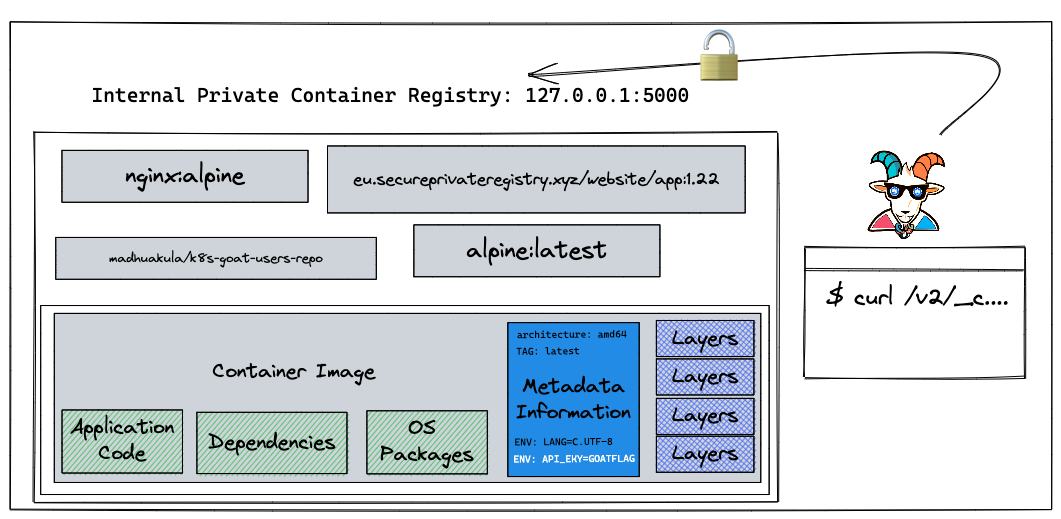 Internal Private Container Registry: 127.0.0.1:5000
nginx:alpine
eu.secureprivateregistry.xyz/website/app:1.22
madhuakula/k8s-goat-users-repo
alpine:latest
$ curl /v2/_c....
Container Image
Application
Code
Dependencies
OS
Packages
architecture: amd64
TAG: latest
Metadata
Information
ENV: LANG=C.UTF-8
ENV: API_EKY=GOATFLAG
Layers
Layers
Layers
Layers